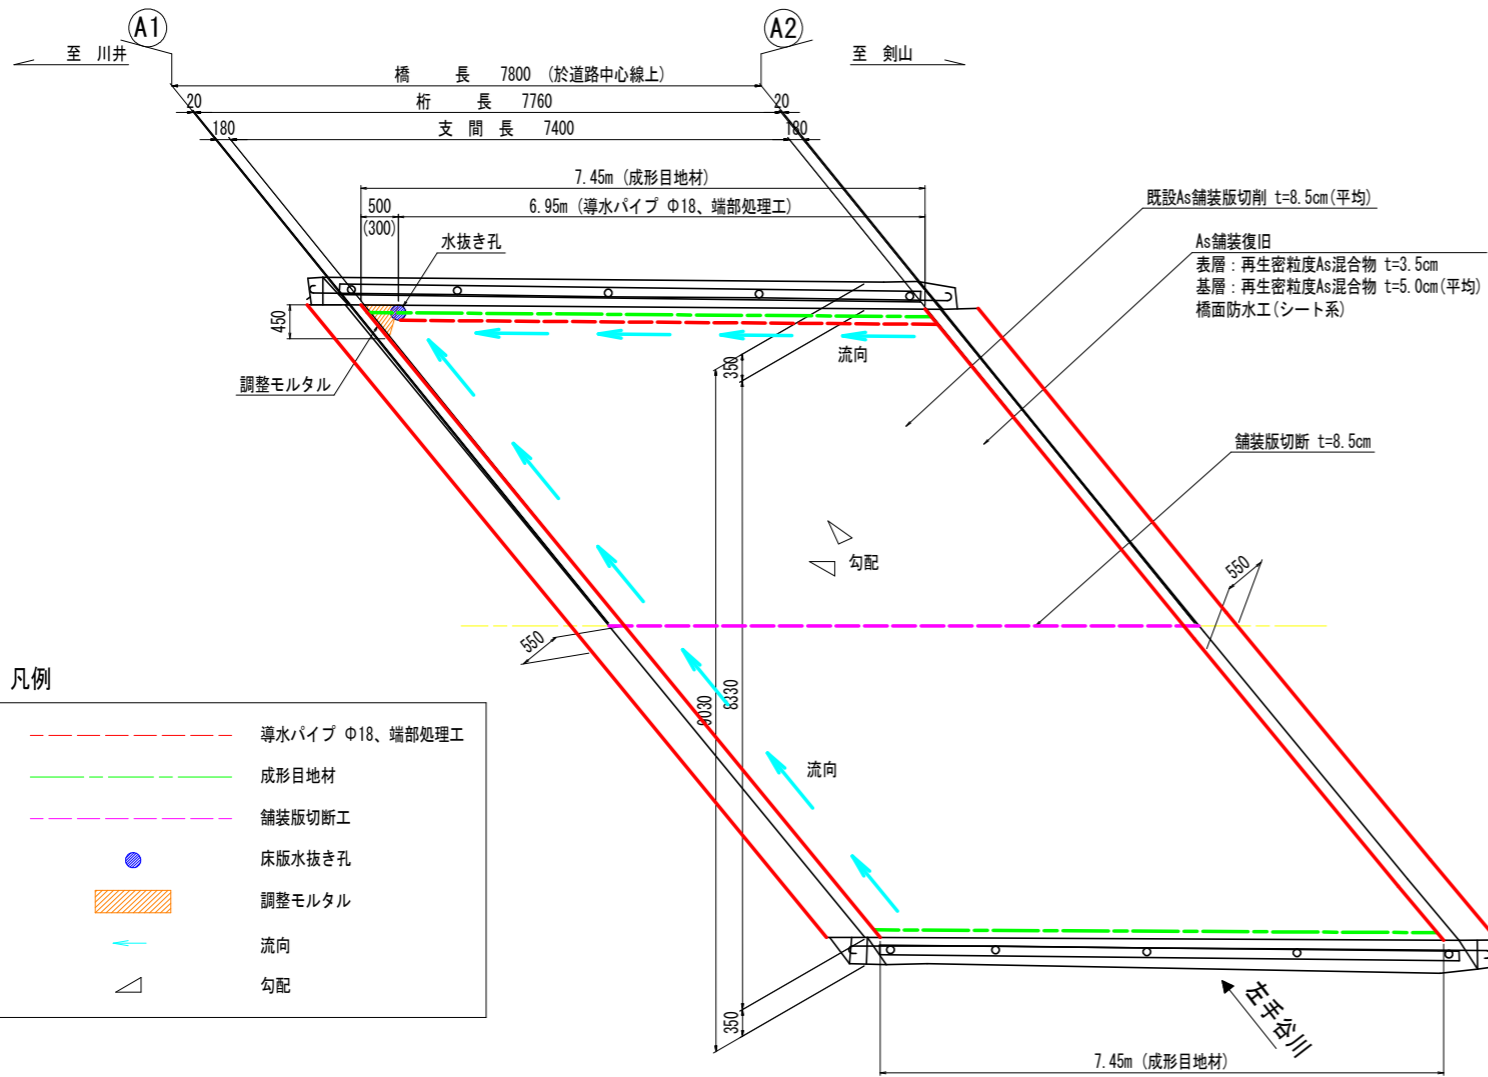 A1
A2
至 川井
至 剣山
橋 長 7800 (於道路中心線上)
20
桁 長 7760
20
180
支 間 長 7400
180
7.45m (成形目地材)
500
(300)
6.95m (導水パイプ Φ18、端部処理工)
水抜き孔
既設As舗装版切削 t=8.5cm(平均)
As舗装復旧
表層：再生密粒度As混合物 t=3.5cm
基層：再生密粒度As混合物 t=5.0cm(平均)
橋面防水工(シート系)
450
調整モルタル
流向
350
舗装版切断 t=8.5cm
勾配
550
550
9030
8330
流向
凡例
導水パイプ Φ18、端部処理工
成形目地材
舗装版切断工
床版水抜き孔
調整モルタル
流向
勾配
350
左手谷川
7.45m (成形目地材)